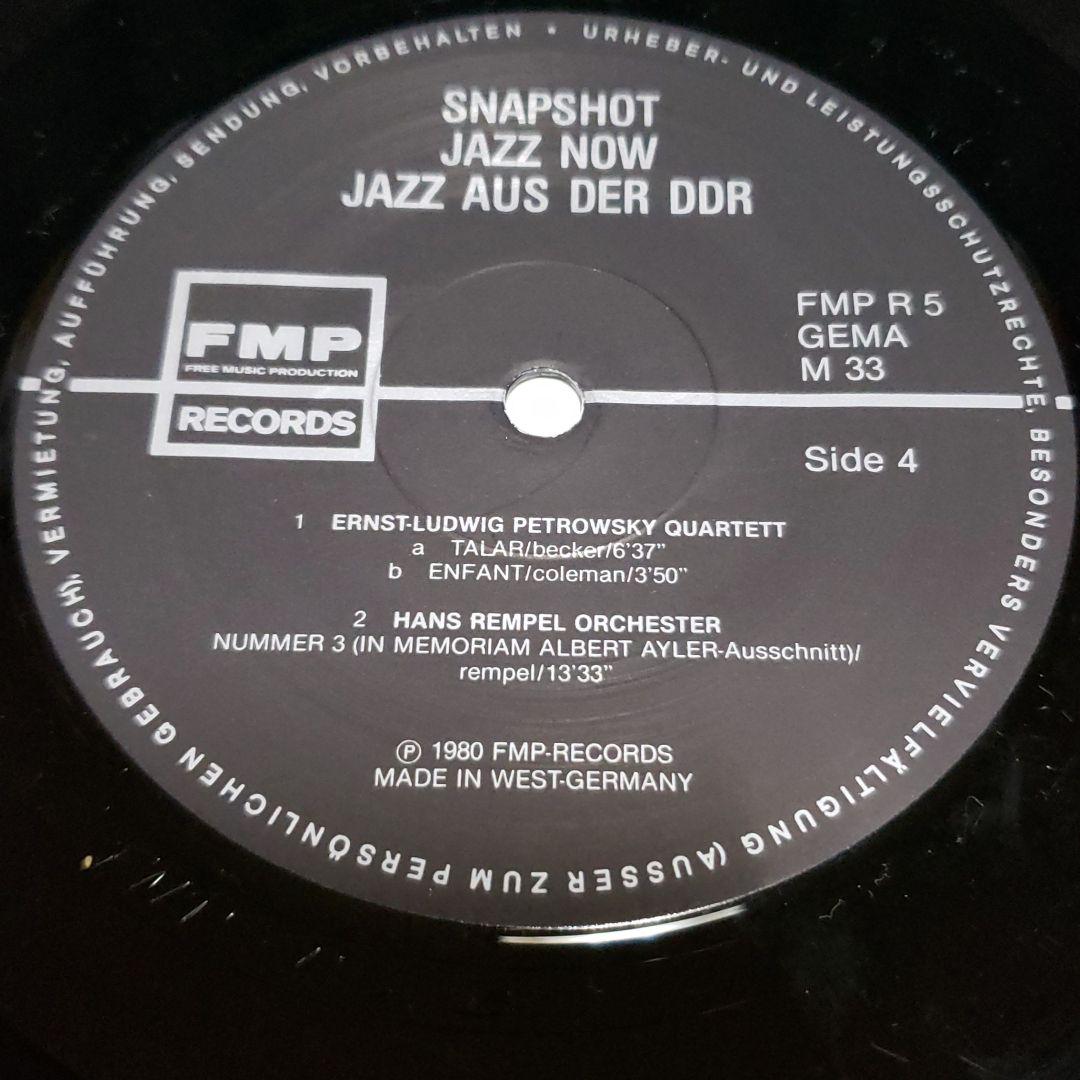 SNAPSHOT
JAZZ NOW
JAZZ AUS DER DDR
FMP
FREE MUSIC PRODUCTION
RECORDS
FMP R 5
GEMA
M 33
Side 4
1 ERNST-LUDWIG PETROWSKY QUARTETT
a TALAR/becker/6'37"
b ENFANT/coleman/3'50"
2 HANS REMPEL ORCHESTER
NUMMER 3 (IN MEMORIAM ALBERT AYLER-Ausschnitt)/
rempel/13'33"
Ⓟ 1980 FMP-RECORDS
MADE IN WEST-GERMANY
URHEBER- UND LEISTUNGSSCHUTZRECHTE, BESONDERS VERVIELFÄLTIGUNG (AUSSER ZUM PERSÖNLICHEN GEBRAUCH), VERMIETUNG, AUFFÜHRUNG, SENDUNG, VORBEHALTEN •